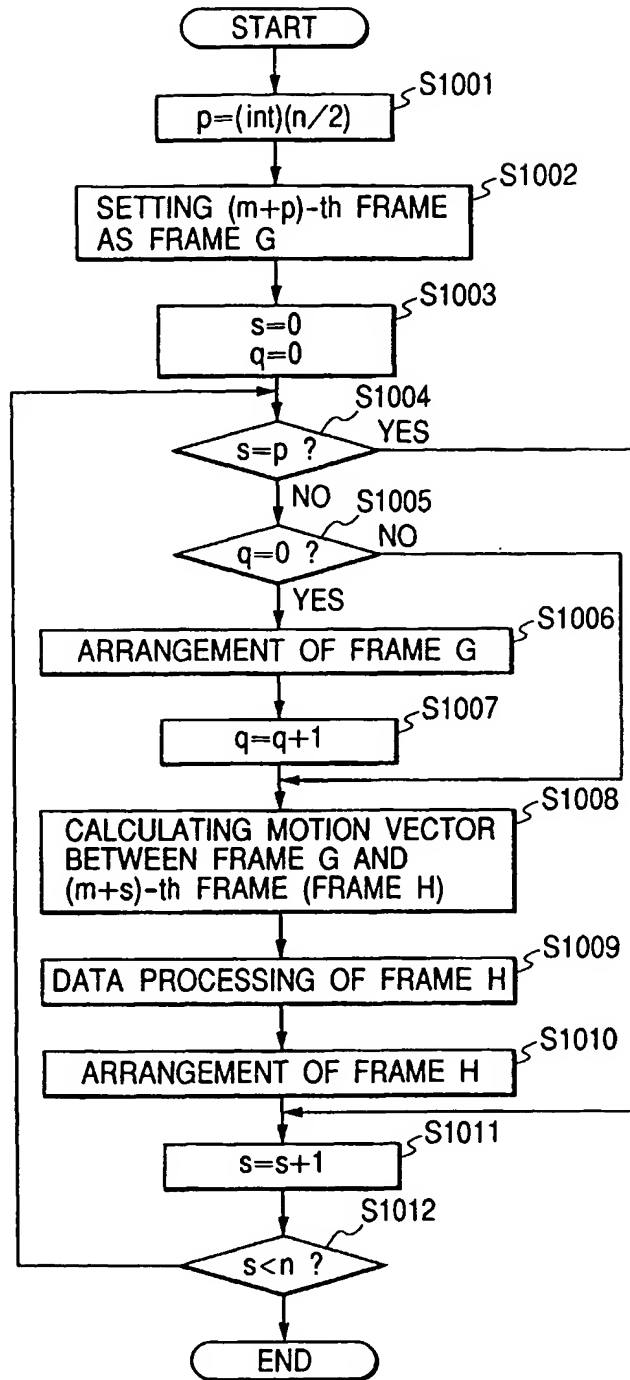 START
S1001
p=(int)(n/2)
S1002
SETTING (m+p)-th FRAME
AS FRAME G
S1003
s=0
q=0
S1004
s=p ?
YES
NO
S1005
q=0 ?
NO
YES
S1006
ARRANGEMENT OF FRAME G
S1007
q=q+1
S1008
CALCULATING MOTION VECTOR
BETWEEN FRAME G AND
(m+s)-th FRAME (FRAME H)
S1009
DATA PROCESSING OF FRAME H
S1010
ARRANGEMENT OF FRAME H
S1011
s=s+1
S1012
s<n ?
END